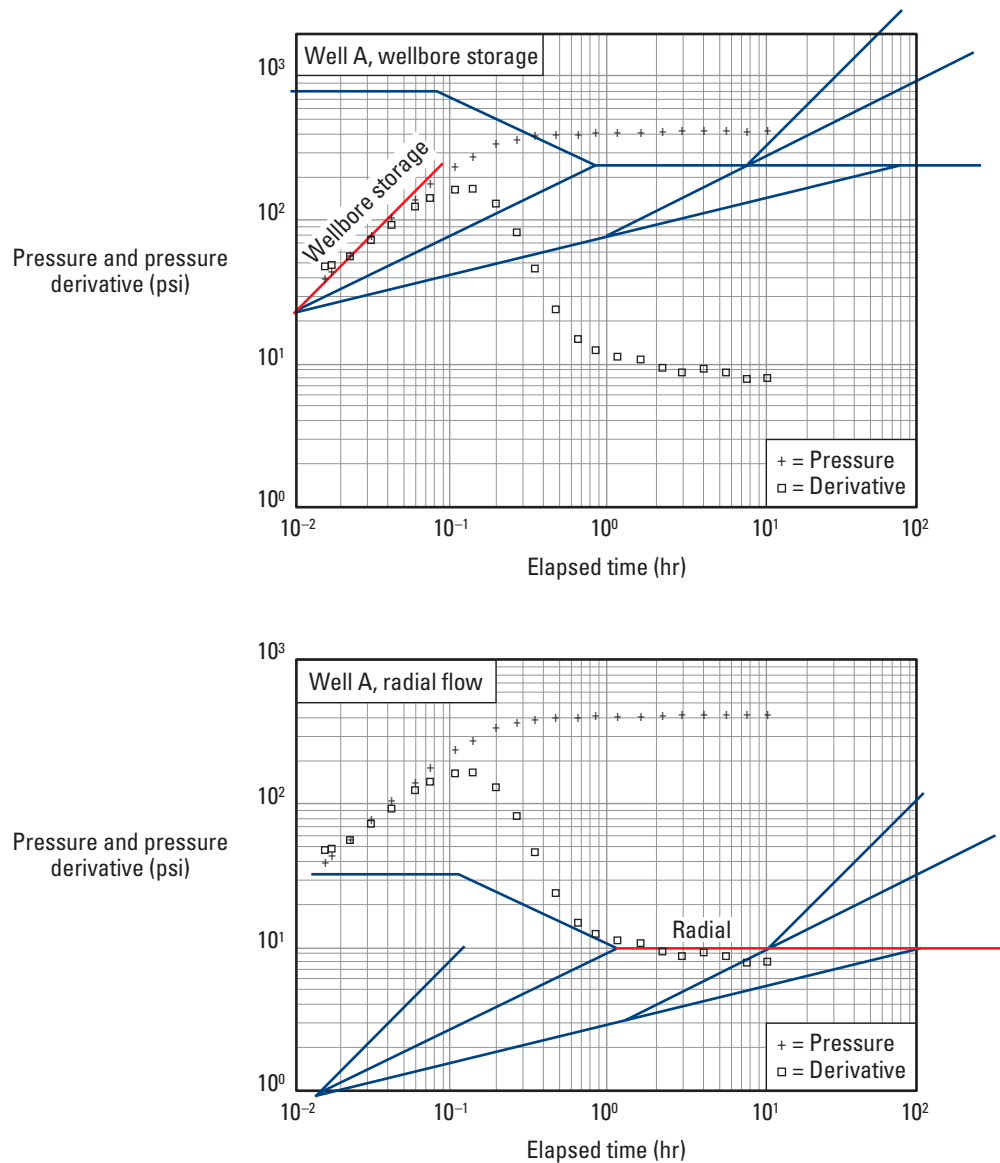 Well A, wellbore storage
10³
10²
10¹
10⁰
Wellbore storage
Pressure and pressure
derivative (psi)
+ = Pressure
□ = Derivative
10⁻²
10⁻¹
10⁰
10¹
10²
Elapsed time (hr)
Well A, radial flow
10³
10²
10¹
10⁰
Pressure and pressure
derivative (psi)
Radial
+ = Pressure
□ = Derivative
10⁻²
10⁻¹
10⁰
10¹
10²
Elapsed time (hr)